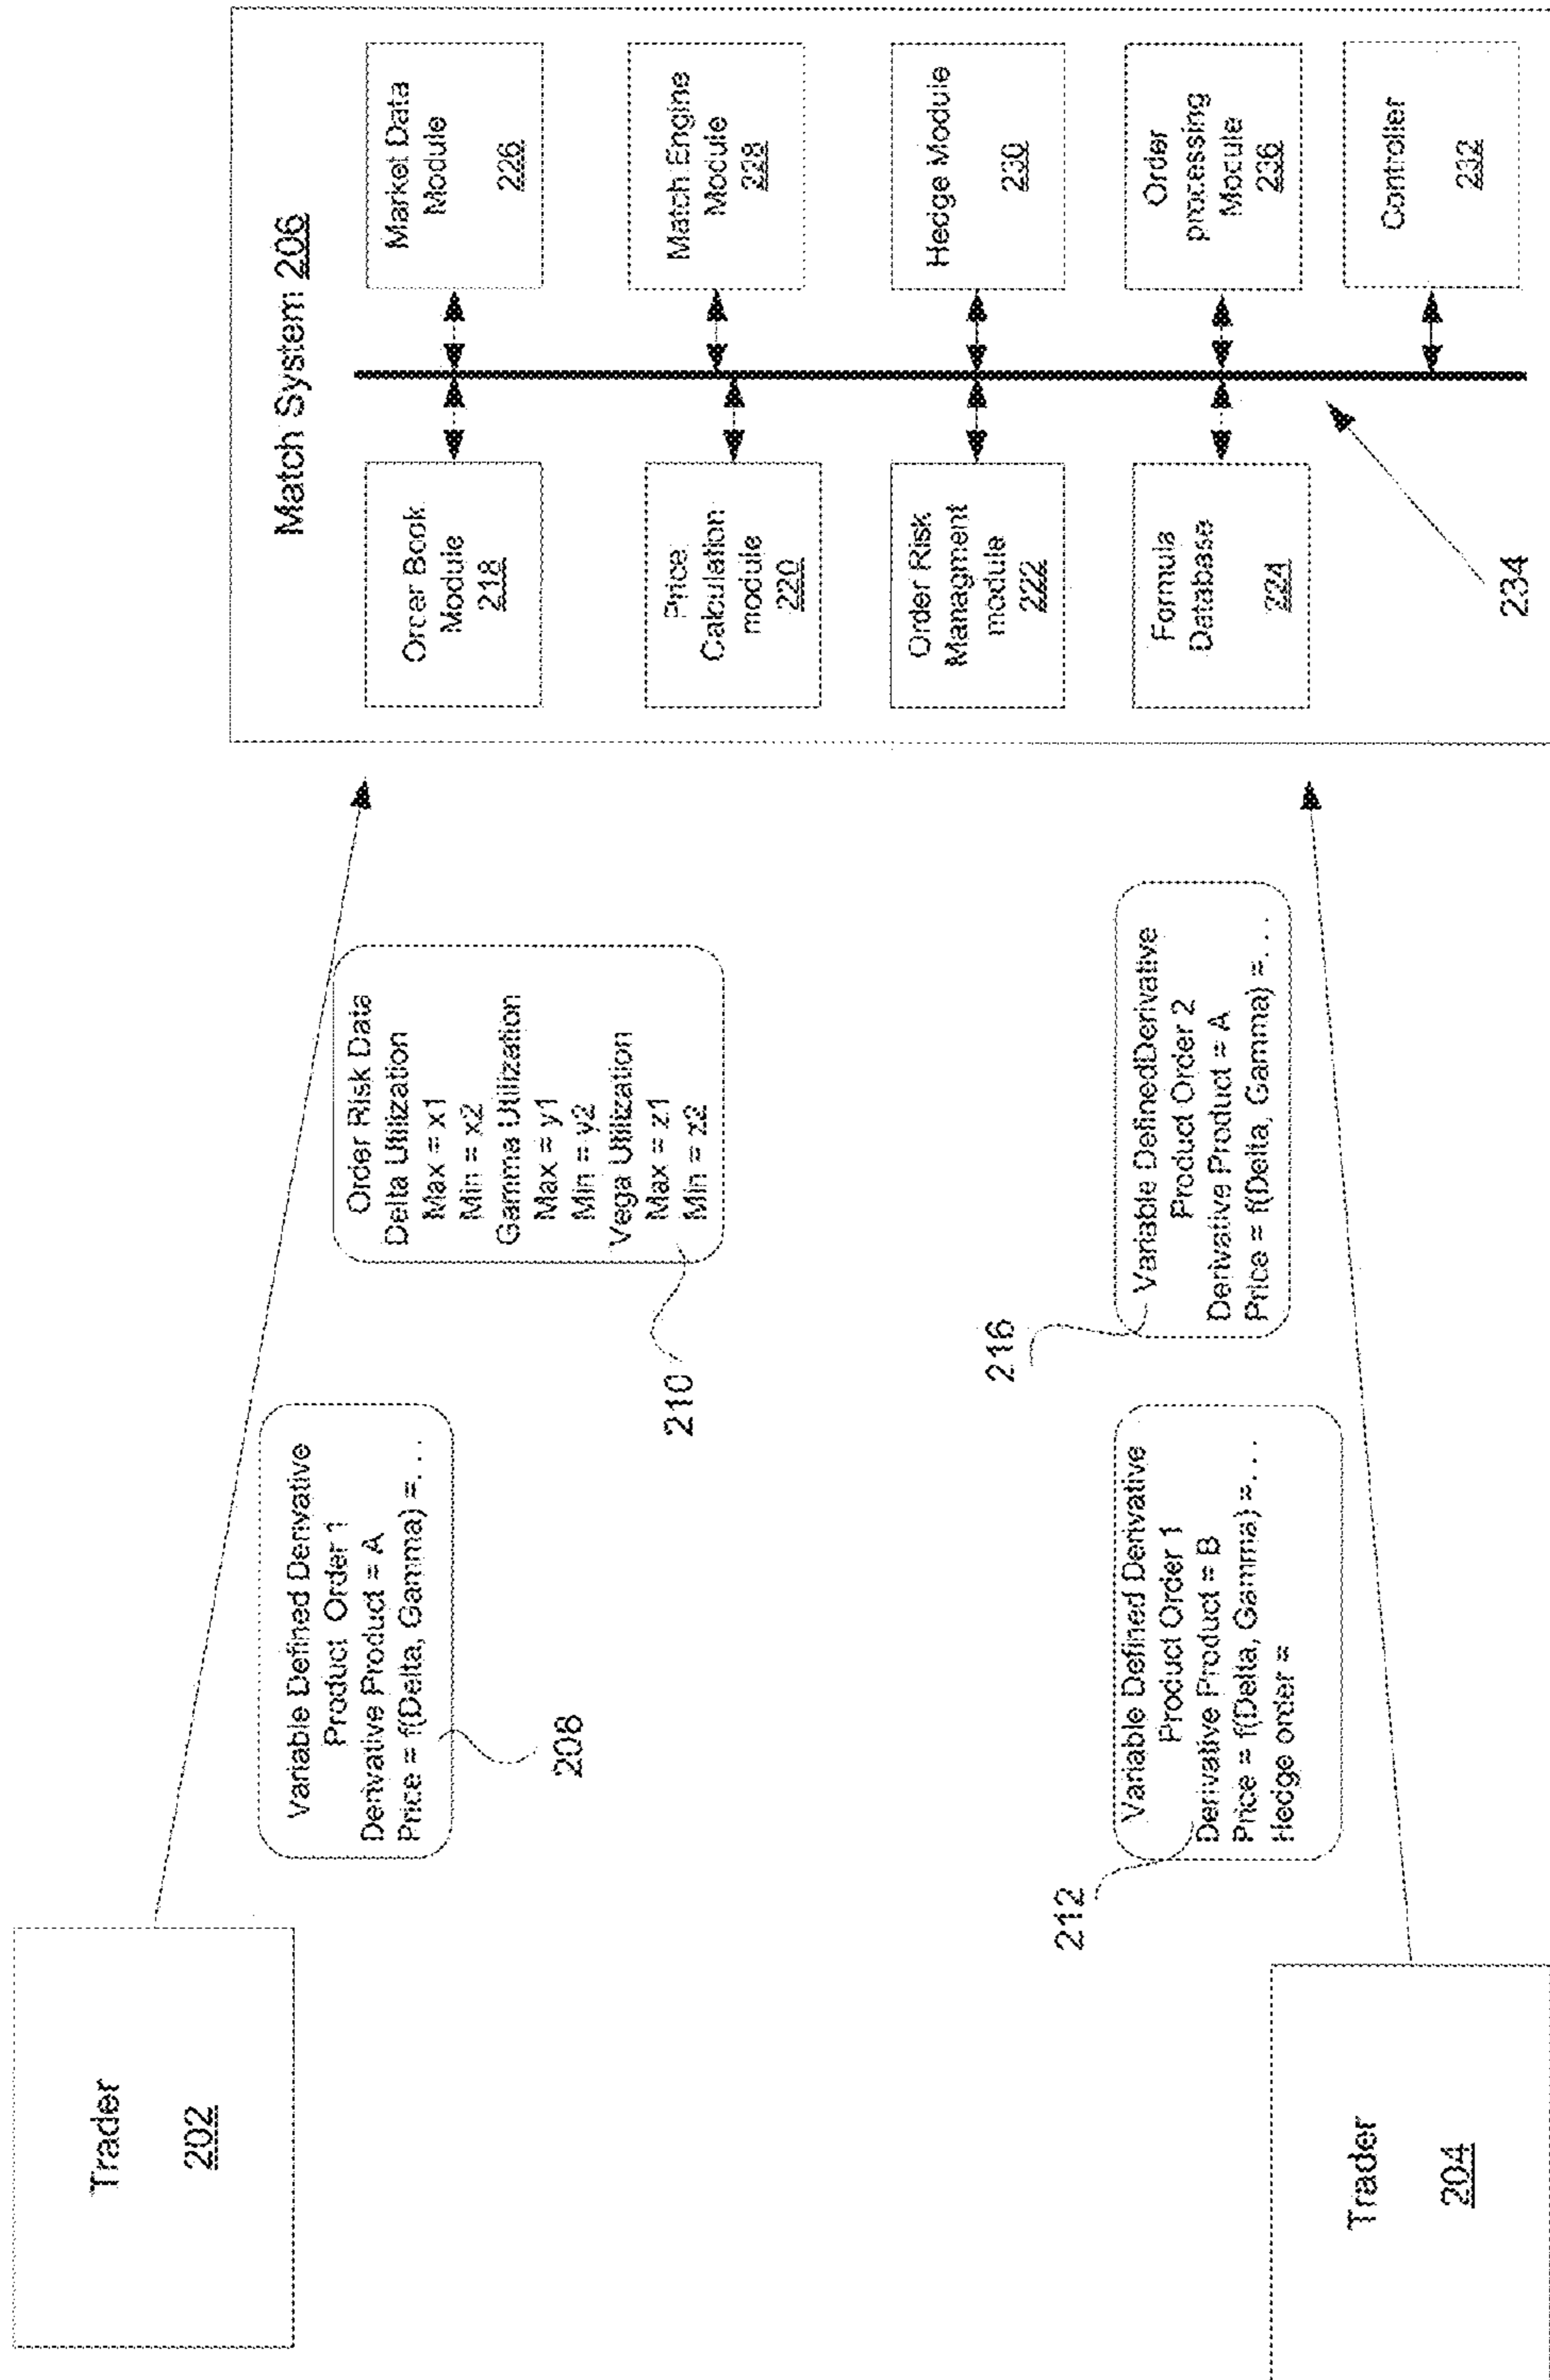 Trader
202
Variable Defined Derivative
Product Order 1
Derivative Product = A
Price = f(Delta, Gamma) =. . .
208
Order Risk Data
Delta Utilization
Max = x1
Min = x2
Gamma Utilization
Max = y1
Min = y2
Vega Utilization
Max = z1
Min = z2
210
Trader
204
Variable Defined Derivative
Product Order 1
Derivative Product = B
Price = f(Delta, Gamma) =. . .
Hedge order =
212
Variable DefinedDerivative
Product Order 2
Derivative Product = A
Price = f(Delta, Gamma) =. . .
216
Match System 206
Order Book
Module
218
Market Data
Module
226
Price
Calculation
module
220
Match Engine
Module
228
Order Risk
Managment
module
222
Hedge Module
230
Formula
Database
224
Order
processing
Module
236
Controller
232
234